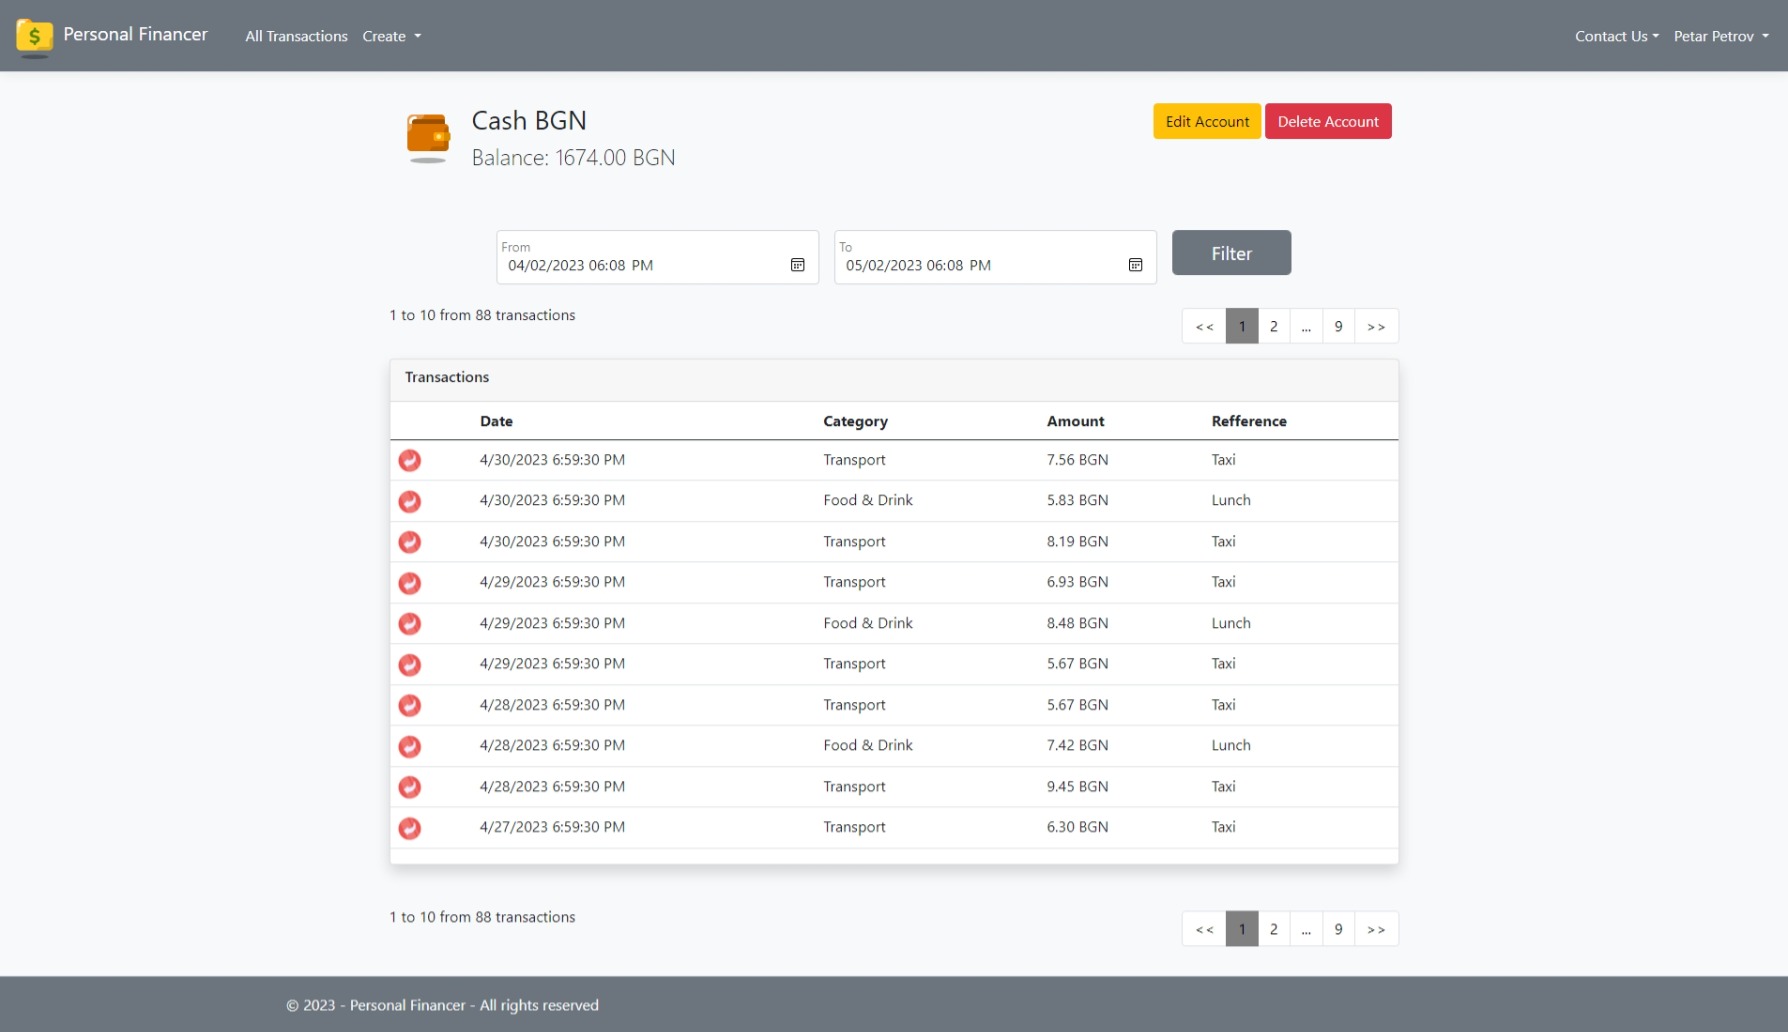 Personal Financer All Transactions Create Contact Us Petar Petrov
Cash BGN
Balance: 1674.00 BGN
Edit Account Delete Account
From
04/02/2023 06:08 PM
To
05/02/2023 06:08 PM
Filter
1 to 10 from 88 transactions
<< 1 2 ... 9 >>
Transactions
Date Category Amount Refference
4/30/2023 6:59:30 PM Transport 7.56 BGN Taxi
4/30/2023 6:59:30 PM Food & Drink 5.83 BGN Lunch
4/30/2023 6:59:30 PM Transport 8.19 BGN Taxi
4/29/2023 6:59:30 PM Transport 6.93 BGN Taxi
4/29/2023 6:59:30 PM Food & Drink 8.48 BGN Lunch
4/29/2023 6:59:30 PM Transport 5.67 BGN Taxi
4/28/2023 6:59:30 PM Transport 5.67 BGN Taxi
4/28/2023 6:59:30 PM Food & Drink 7.42 BGN Lunch
4/28/2023 6:59:30 PM Transport 9.45 BGN Taxi
4/27/2023 6:59:30 PM Transport 6.30 BGN Taxi
1 to 10 from 88 transactions
<< 1 2 ... 9 >>
© 2023 - Personal Financer - All rights reserved